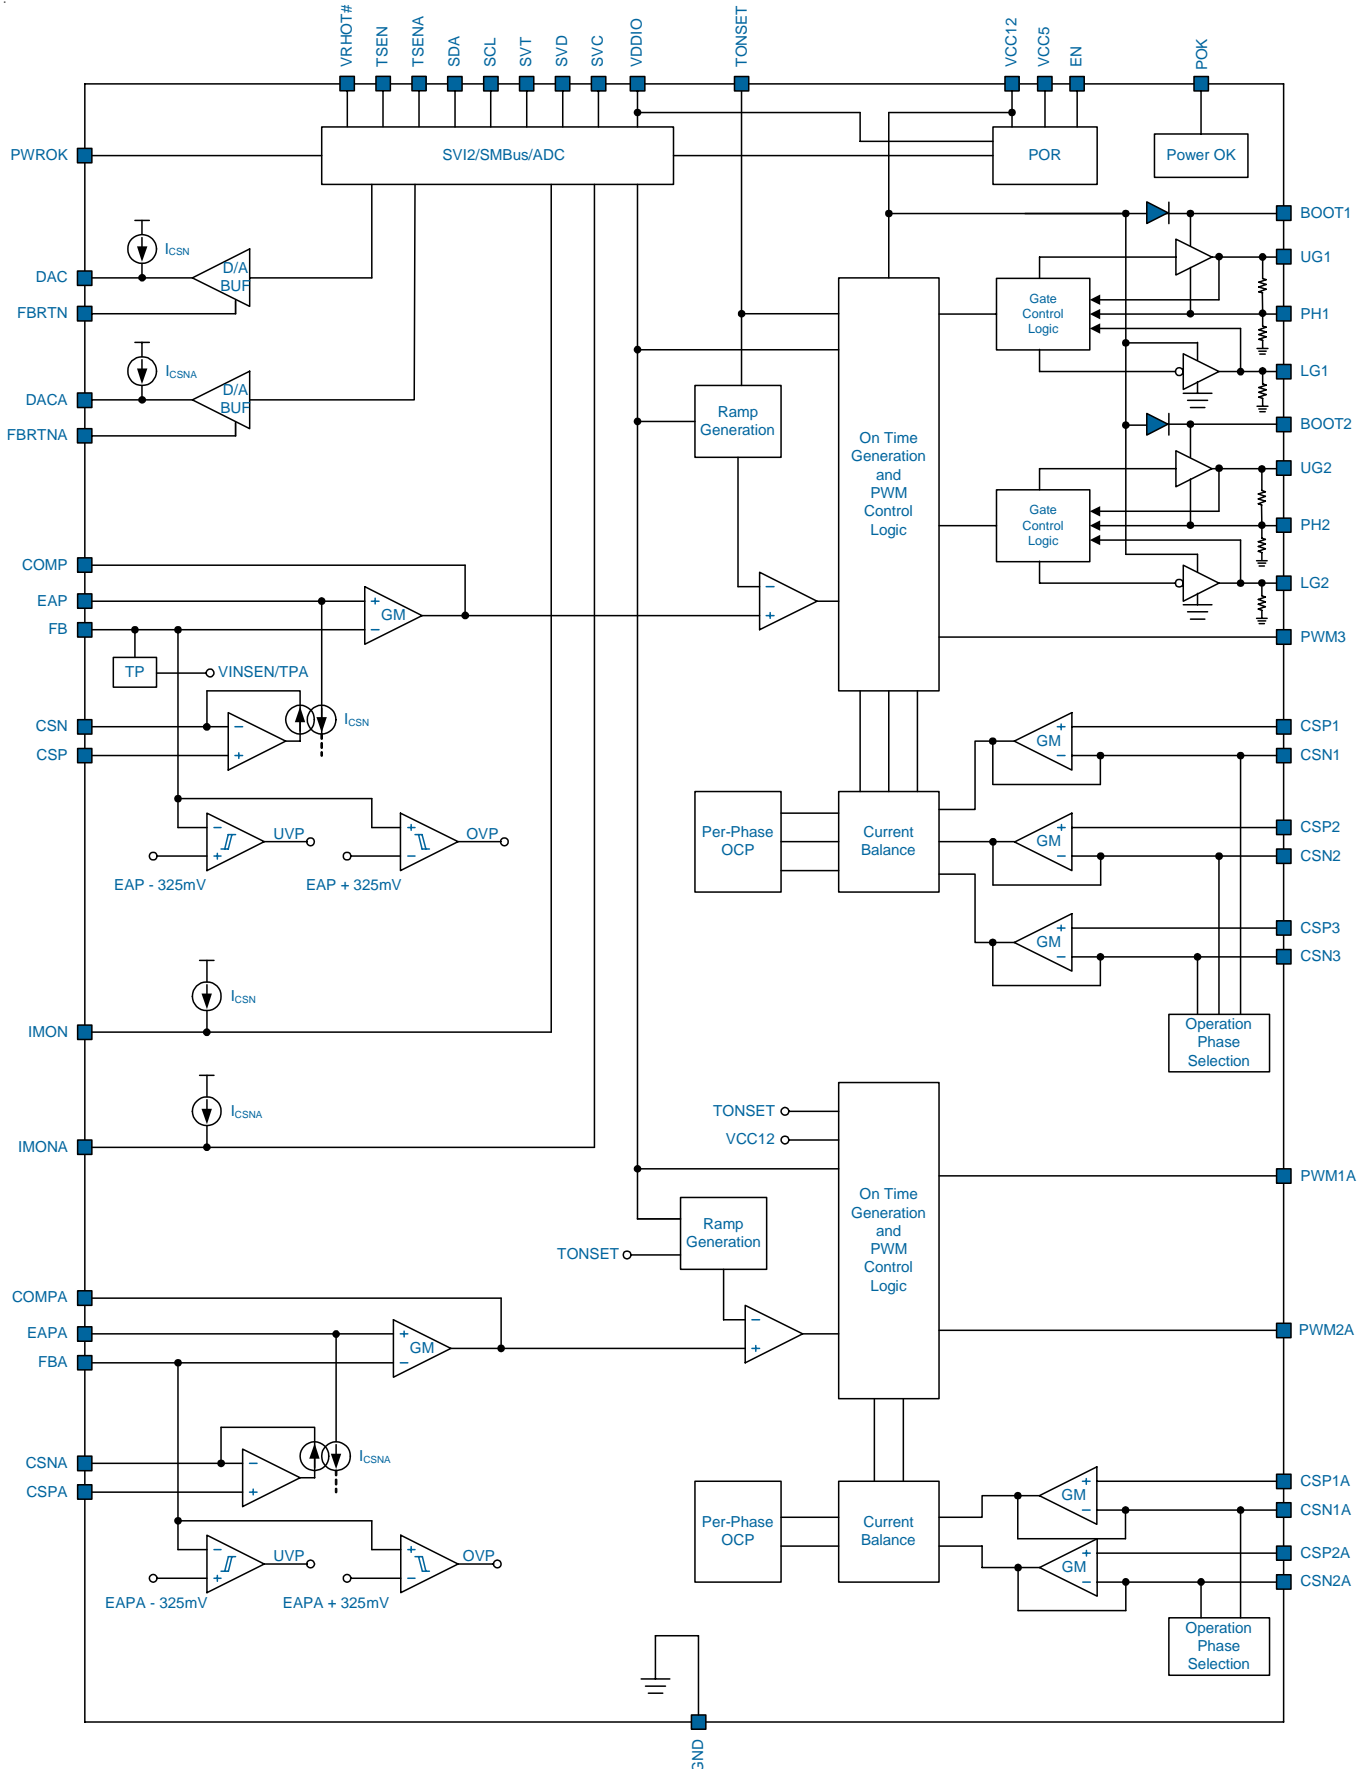 VRHOT#
TSEN
TSENA
SDA
SCL
SVT
SVD
SVC
VDDIO
TONSET
VCC12
VCC5
EN
POK
PWROK
SVI2/SMBus/ADC
POR
Power OK
BOOT1
ICSN
D/A
BUF
DAC
UG1
FBRTN
Gate
Control
Logic
PH1
ICSNA
D/A
BUF
DACA
LG1
FBRTNA
Ramp
Generation
BOOT2
On Time
Generation
and
PWM
Control
Logic
UG2
Gate
Control
Logic
PH2
COMP
LG2
EAP
+
GM
−
−
+
FB
PWM3
TP
VINSEN/TPA
CSN
−
ICSN
CSP
+
CSP1
+
GM
−
CSN1
Per-Phase
OCP
Current
Balance
CSP2
+
GM
−
CSN2
−
UVP
+
+
OVP
−
EAP - 325mV
EAP + 325mV
CSP3
+
GM
−
CSN3
ICSN
IMON
Operation
Phase
Selection
ICSNA
IMONA
TONSET
VCC12
PWM1A
On Time
Generation
and
PWM
Control
Logic
Ramp
Generation
TONSET
COMPA
EAPA
+
GM
−
−
+
FBA
PWM2A
CSNA
−
ICSNA
CSPA
+
CSP1A
+
GM
−
CSN1A
Per-Phase
OCP
Current
Balance
CSP2A
+
GM
−
CSN2A
−
UVP
+
+
OVP
−
EAPA - 325mV
EAPA + 325mV
Operation
Phase
Selection
GND